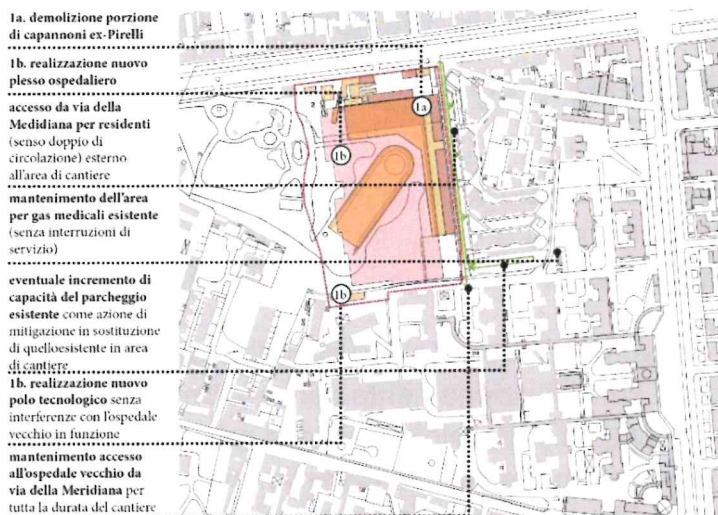 1a. demolizione porzione
di capannoni ex-Pirelli
1b. realizzazione nuovo
plesso ospedaliero
accesso da via della
Medidiana per residenti
(senso doppio di
circolazione) esterno
all'area di cantiere
mantenimento dell'area
per gas medicali esistente
(senza interruzioni di
servizio)
eventuale incremento di
capacità del parcheggio
esistente come azione di
mitigazione in sostituzione
di quelloesistente in area
di cantiere
1b. realizzazione nuovo
polo tecnologico senza
interferenze con l'ospedale
vecchio in funzione
mantenimento accesso
all'ospedale vecchio da
via della Meridiana per
tutta la durata del cantiere
1a
1b
1b